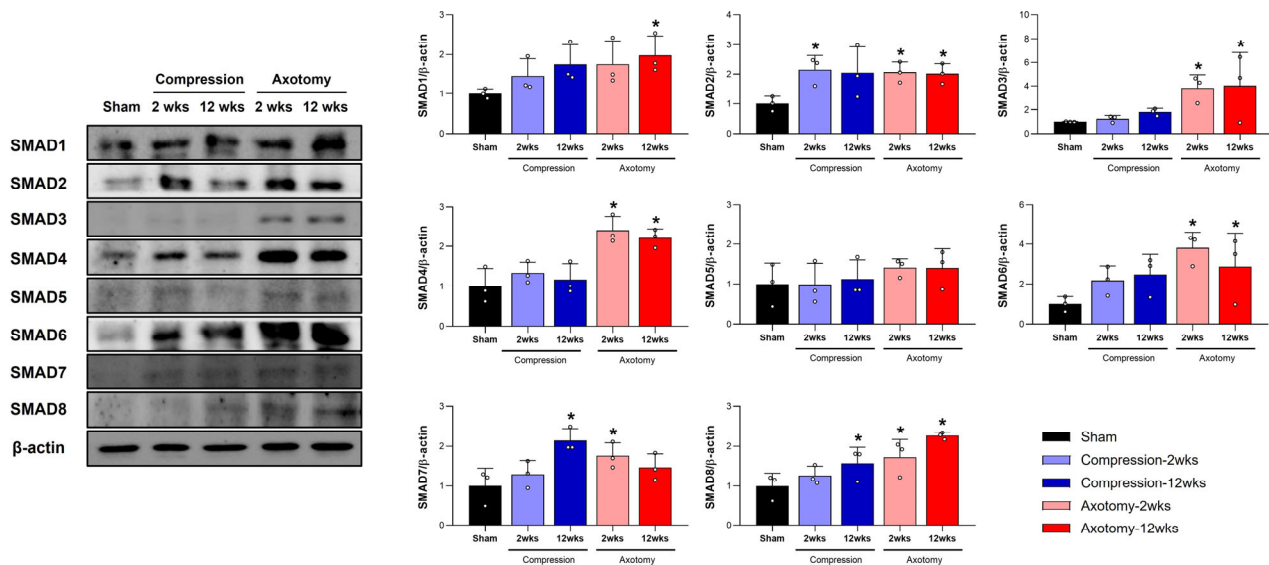 Compression Axotomy
Sham 2 wks 12 wks 2 wks 12 wks
SMAD1
SMAD2
SMAD3
SMAD4
SMAD5
SMAD6
SMAD7
SMAD8
β-actin
SMAD1/β-actin
3
2
1
0
*
Sham 2wks 12wks 2wks 12wks
Compression Axotomy
SMAD2/β-actin
4
3
2
1
0
* * *
Sham 2wks 12wks 2wks 12wks
Compression Axotomy
SMAD3/β-actin
10
8
6
4
2
0
* *
Sham 2wks 12wks 2wks 12wks
Compression Axotomy
SMAD4/β-actin
3
2
1
0
* *
Sham 2wks 12wks 2wks 12wks
Compression Axotomy
SMAD5/β-actin
3
2
1
0
Sham 2wks 12wks 2wks 12wks
Compression Axotomy
SMAD6/β-actin
6
4
2
0
* *
Sham 2wks 12wks 2wks 12wks
Compression Axotomy
SMAD7/β-actin
3
2
1
0
* *
Sham 2wks 12wks 2wks 12wks
Compression Axotomy
SMAD8/β-actin
3
2
1
0
* * *
Sham 2wks 12wks 2wks 12wks
Compression Axotomy
Sham
Compression-2wks
Compression-12wks
Axotomy-2wks
Axotomy-12wks